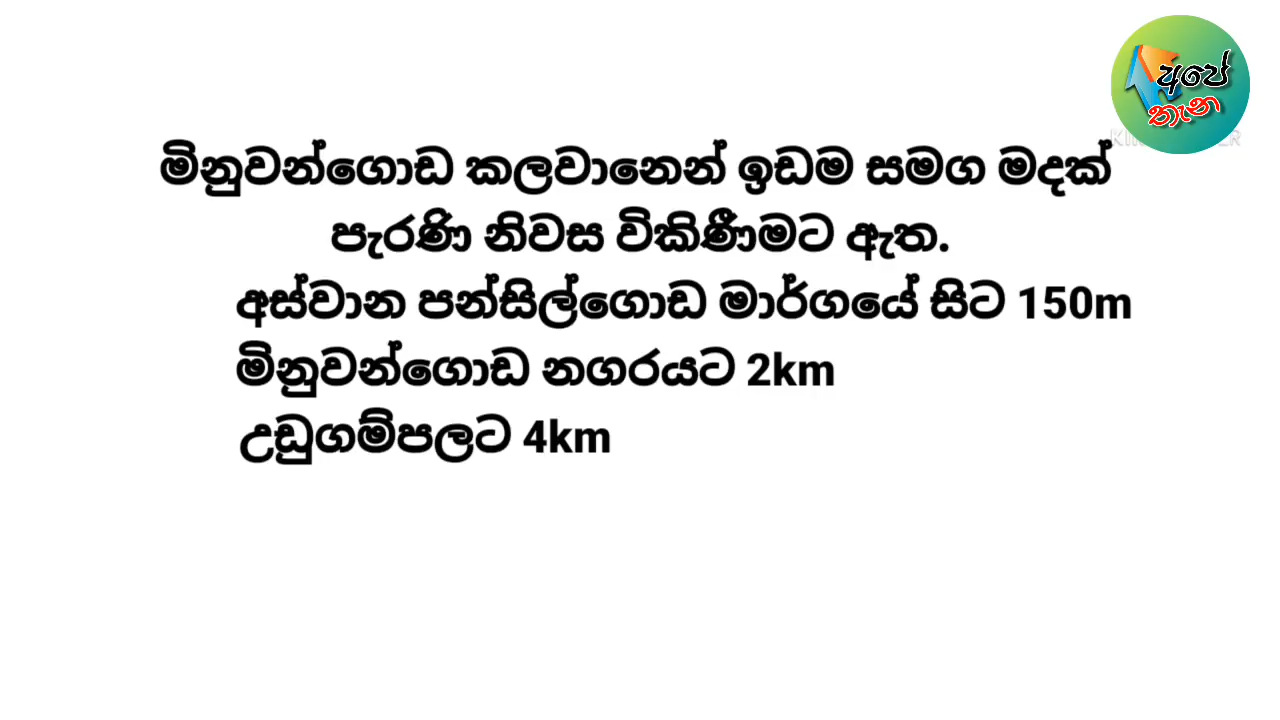 අපේ
තැන
මිනුවන්ගොඩ කලවානෙන් ඉඩම සමග මදක්
පැරණි නිවස විකිණීමට ඇත.
අස්වාන පන්සිල්ගොඩ මාර්ගයේ සිට 150m
මිනුවන්ගොඩ නගරයට 2km
උඩුගම්පලට 4km